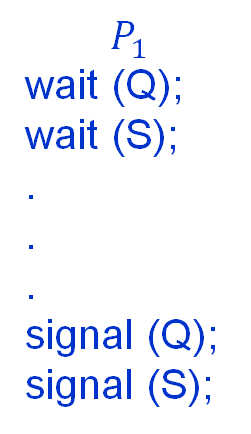 P₁
wait (Q);
wait (S);
.
.
.
signal (Q);
signal (S);